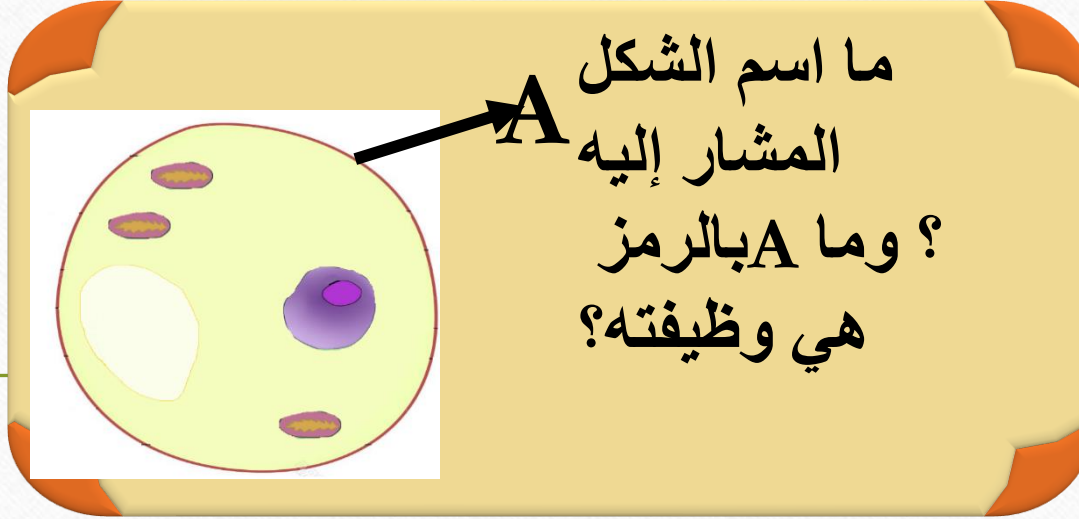 ما اسم الشكل
المشار إليه
بالرمز A؟ وما
هي وظيفته؟
A